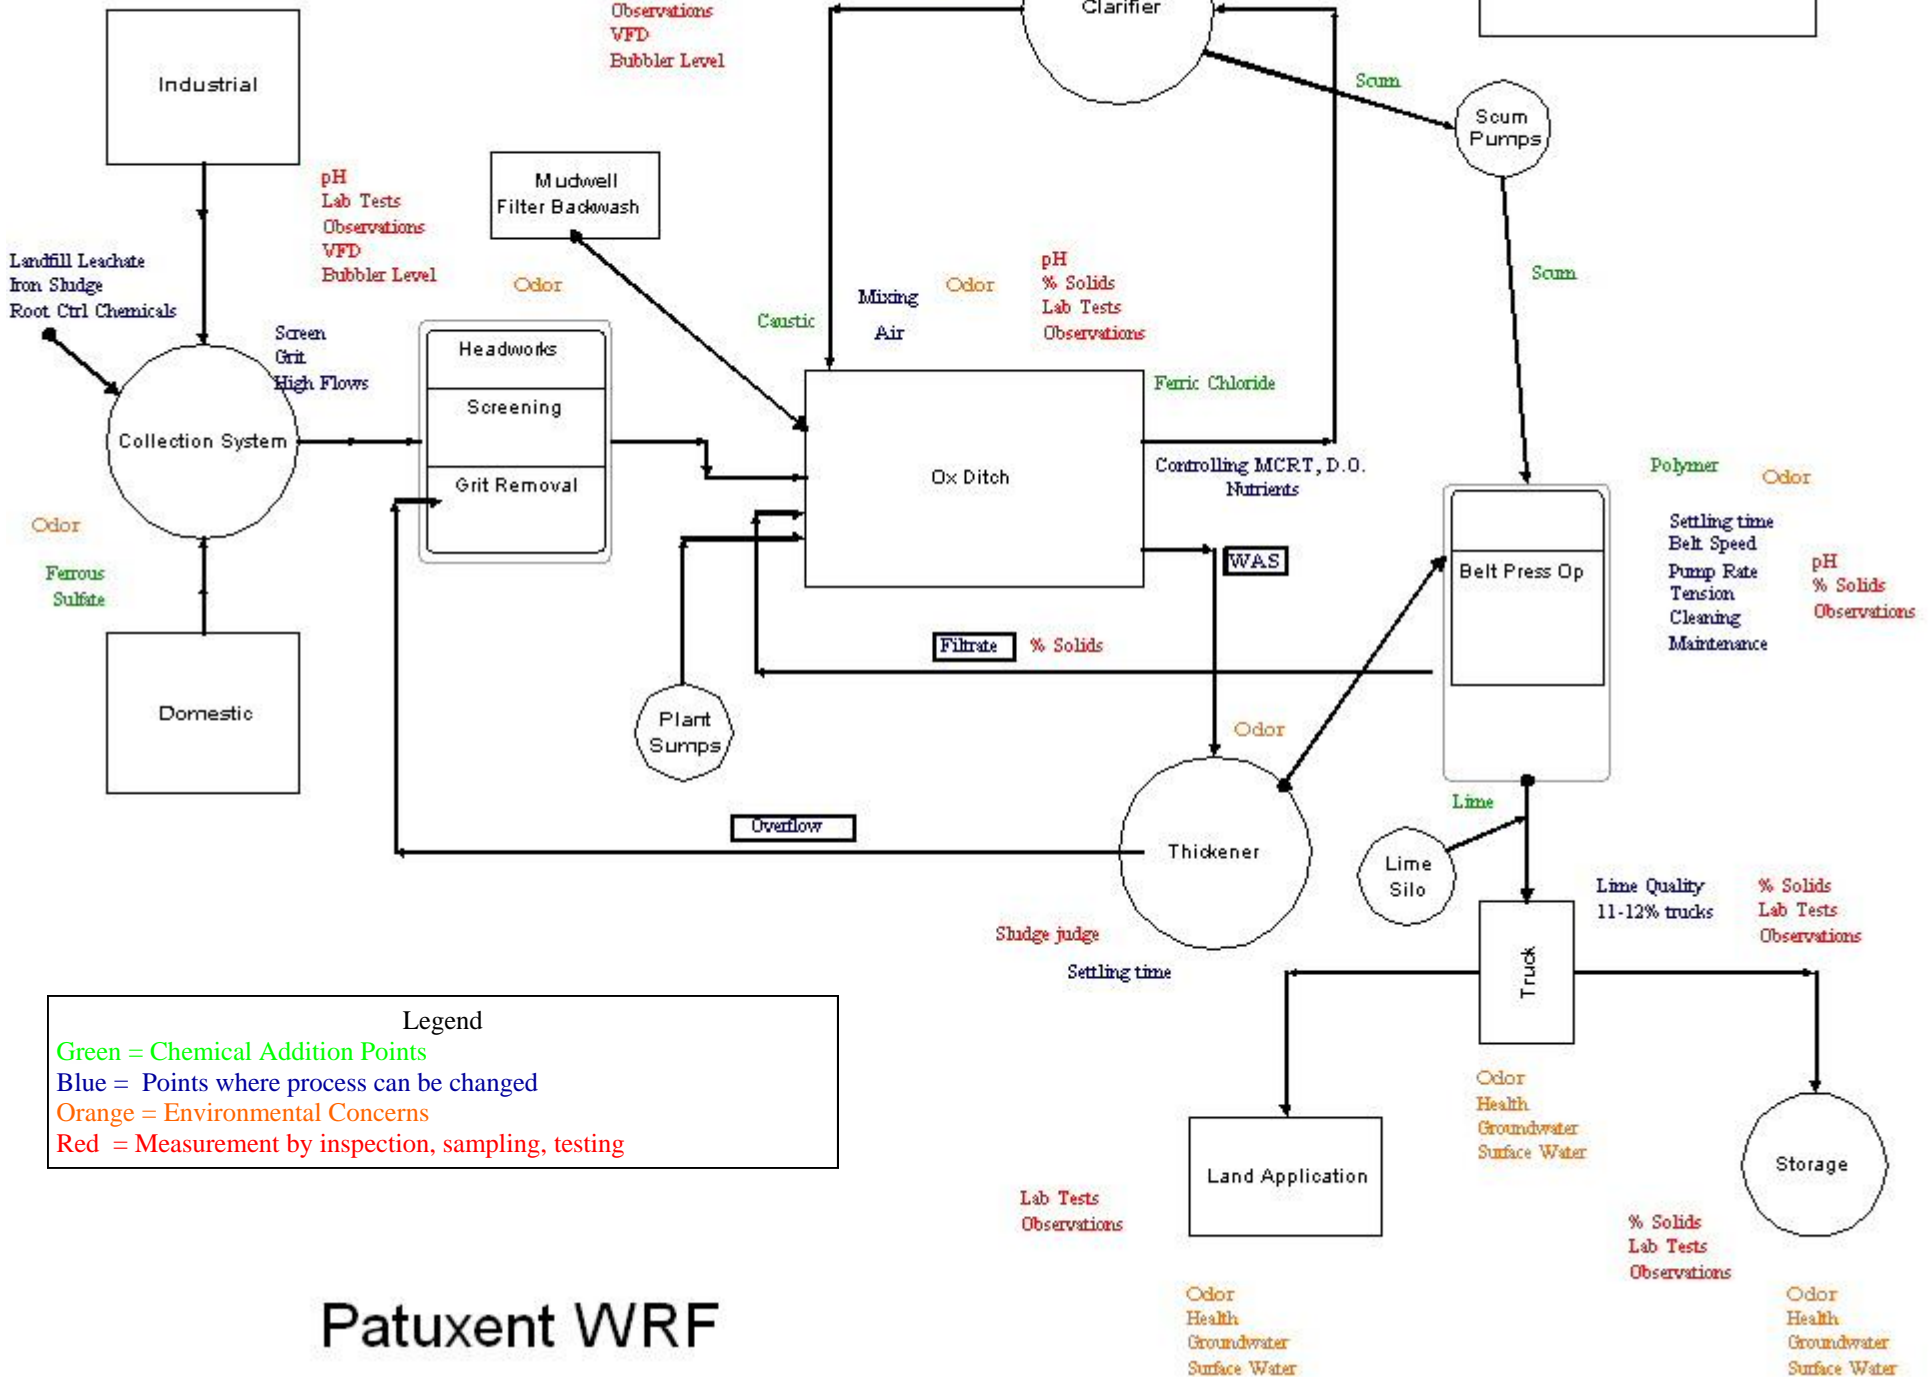 Observations
VFD
Bubbler Level
Clarifier
Industrial
Scum
Scum
Pumps
pH
Lab Tests
Observations
VFD
Bubbler Level
Mudwell
Filter Backwash
Landfill Leachate
Iron Sludge
Root Ctrl Chemicals
Odor
Mixing
Air
Odor
pH
% Solids
Lab Tests
Observations
Scum
Caustic
Screen
Grit
High Flows
Headworks
Screening
Grit Removal
Collection System
Ferric Chloride
Ox Ditch
Controlling MCRT, D.O.
Nutrients
Polymer
Odor
Odor
Ferrous
Sulfate
WAS
Belt Press Op
Settling time
Belt Speed
Pump Rate
Tension
Cleaning
Maintenance
pH
% Solids
Observations
Filtrate
% Solids
Domestic
Plant
Sumps
Odor
Overflow
Thickener
Lime
Lime
Silo
Lime Quality
11-12% trucks
% Solids
Lab Tests
Observations
Sludge judge
Settling time
Truck
Legend
Green = Chemical Addition Points
Blue = Points where process can be changed
Orange = Environmental Concerns
Red = Measurement by inspection, sampling, testing
Odor
Health
Groundwater
Surface Water
Land Application
Storage
Lab Tests
Observations
% Solids
Lab Tests
Observations
Odor
Health
Groundwater
Surface Water
Odor
Health
Groundwater
Surface Water
Patuxent WRF